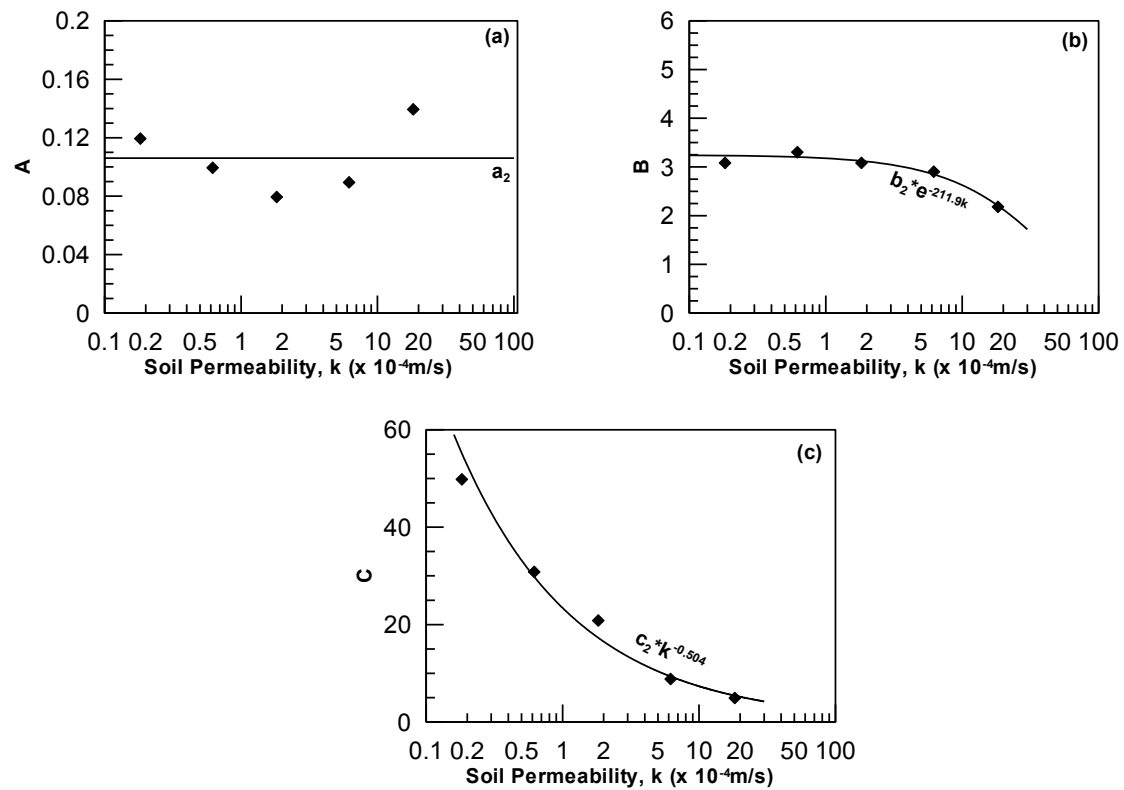 (a)
0.2
0.16
0.12
0.08
0.04
0
A
a₂
0.1 0.2 0.5 1 2 5 10 20 50 100
Soil Permeability, k (x 10⁻⁴m/s)
(b)
6
5
4
3
2
1
0
B
b₂*e⁻²¹¹·⁹ᵏ
0.1 0.2 0.5 1 2 5 10 20 50 100
Soil Permeability, k (x 10⁻⁴m/s)
(c)
60
40
20
0
C
c₂*k⁻⁰·⁵⁰⁴
0.1 0.2 0.5 1 2 5 10 20 50 100
Soil Permeability, k (x 10⁻⁴m/s)